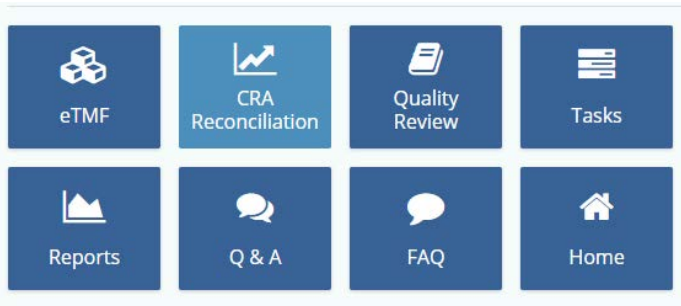 eTMF
CRA
Reconciliation
Quality
Review
Tasks
Reports
Q & A
FAQ
Home